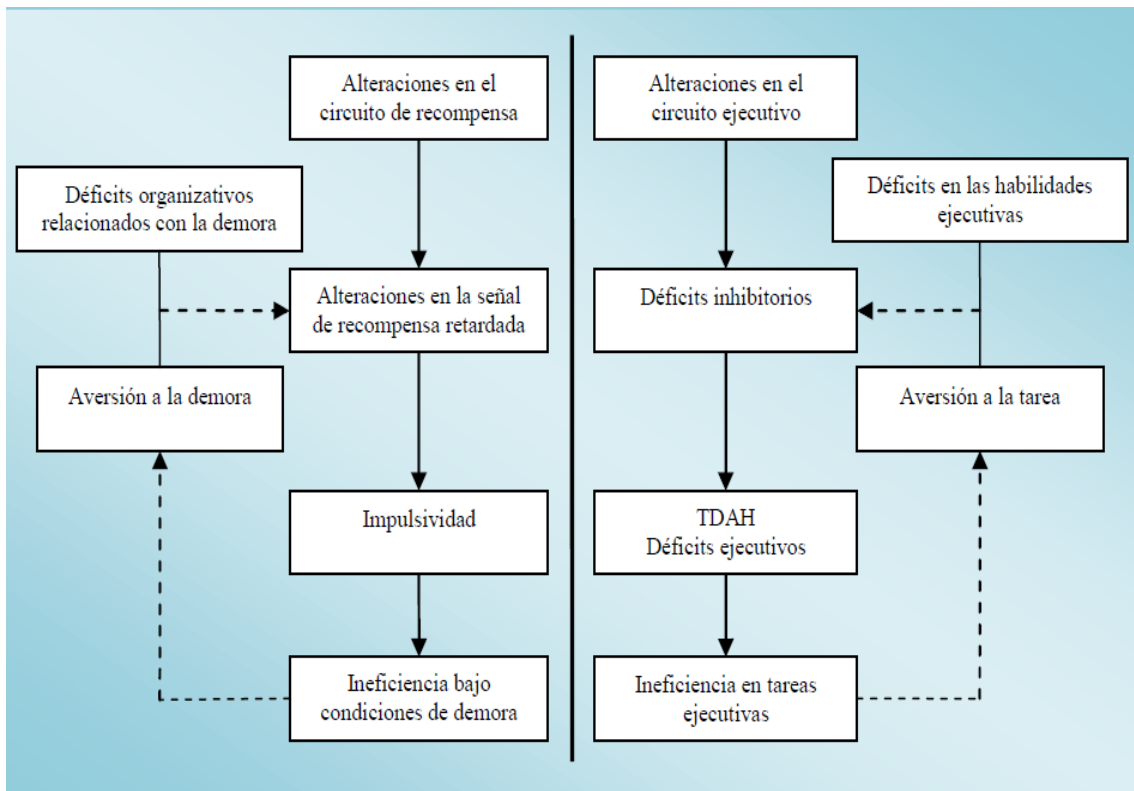 Alteraciones en el
circuito de recompensa
Alteraciones en el
circuito ejecutivo
Déficits organizativos
relacionados con la demora
Déficits en las habilidades
ejecutivas
Alteraciones en la señal
de recompensa retardada
Déficits inhibitorios
Aversión a la demora
Aversión a la tarea
Impulsividad
TDAH
Déficits ejecutivos
Ineficiencia bajo
condiciones de demora
Ineficiencia en tareas
ejecutivas